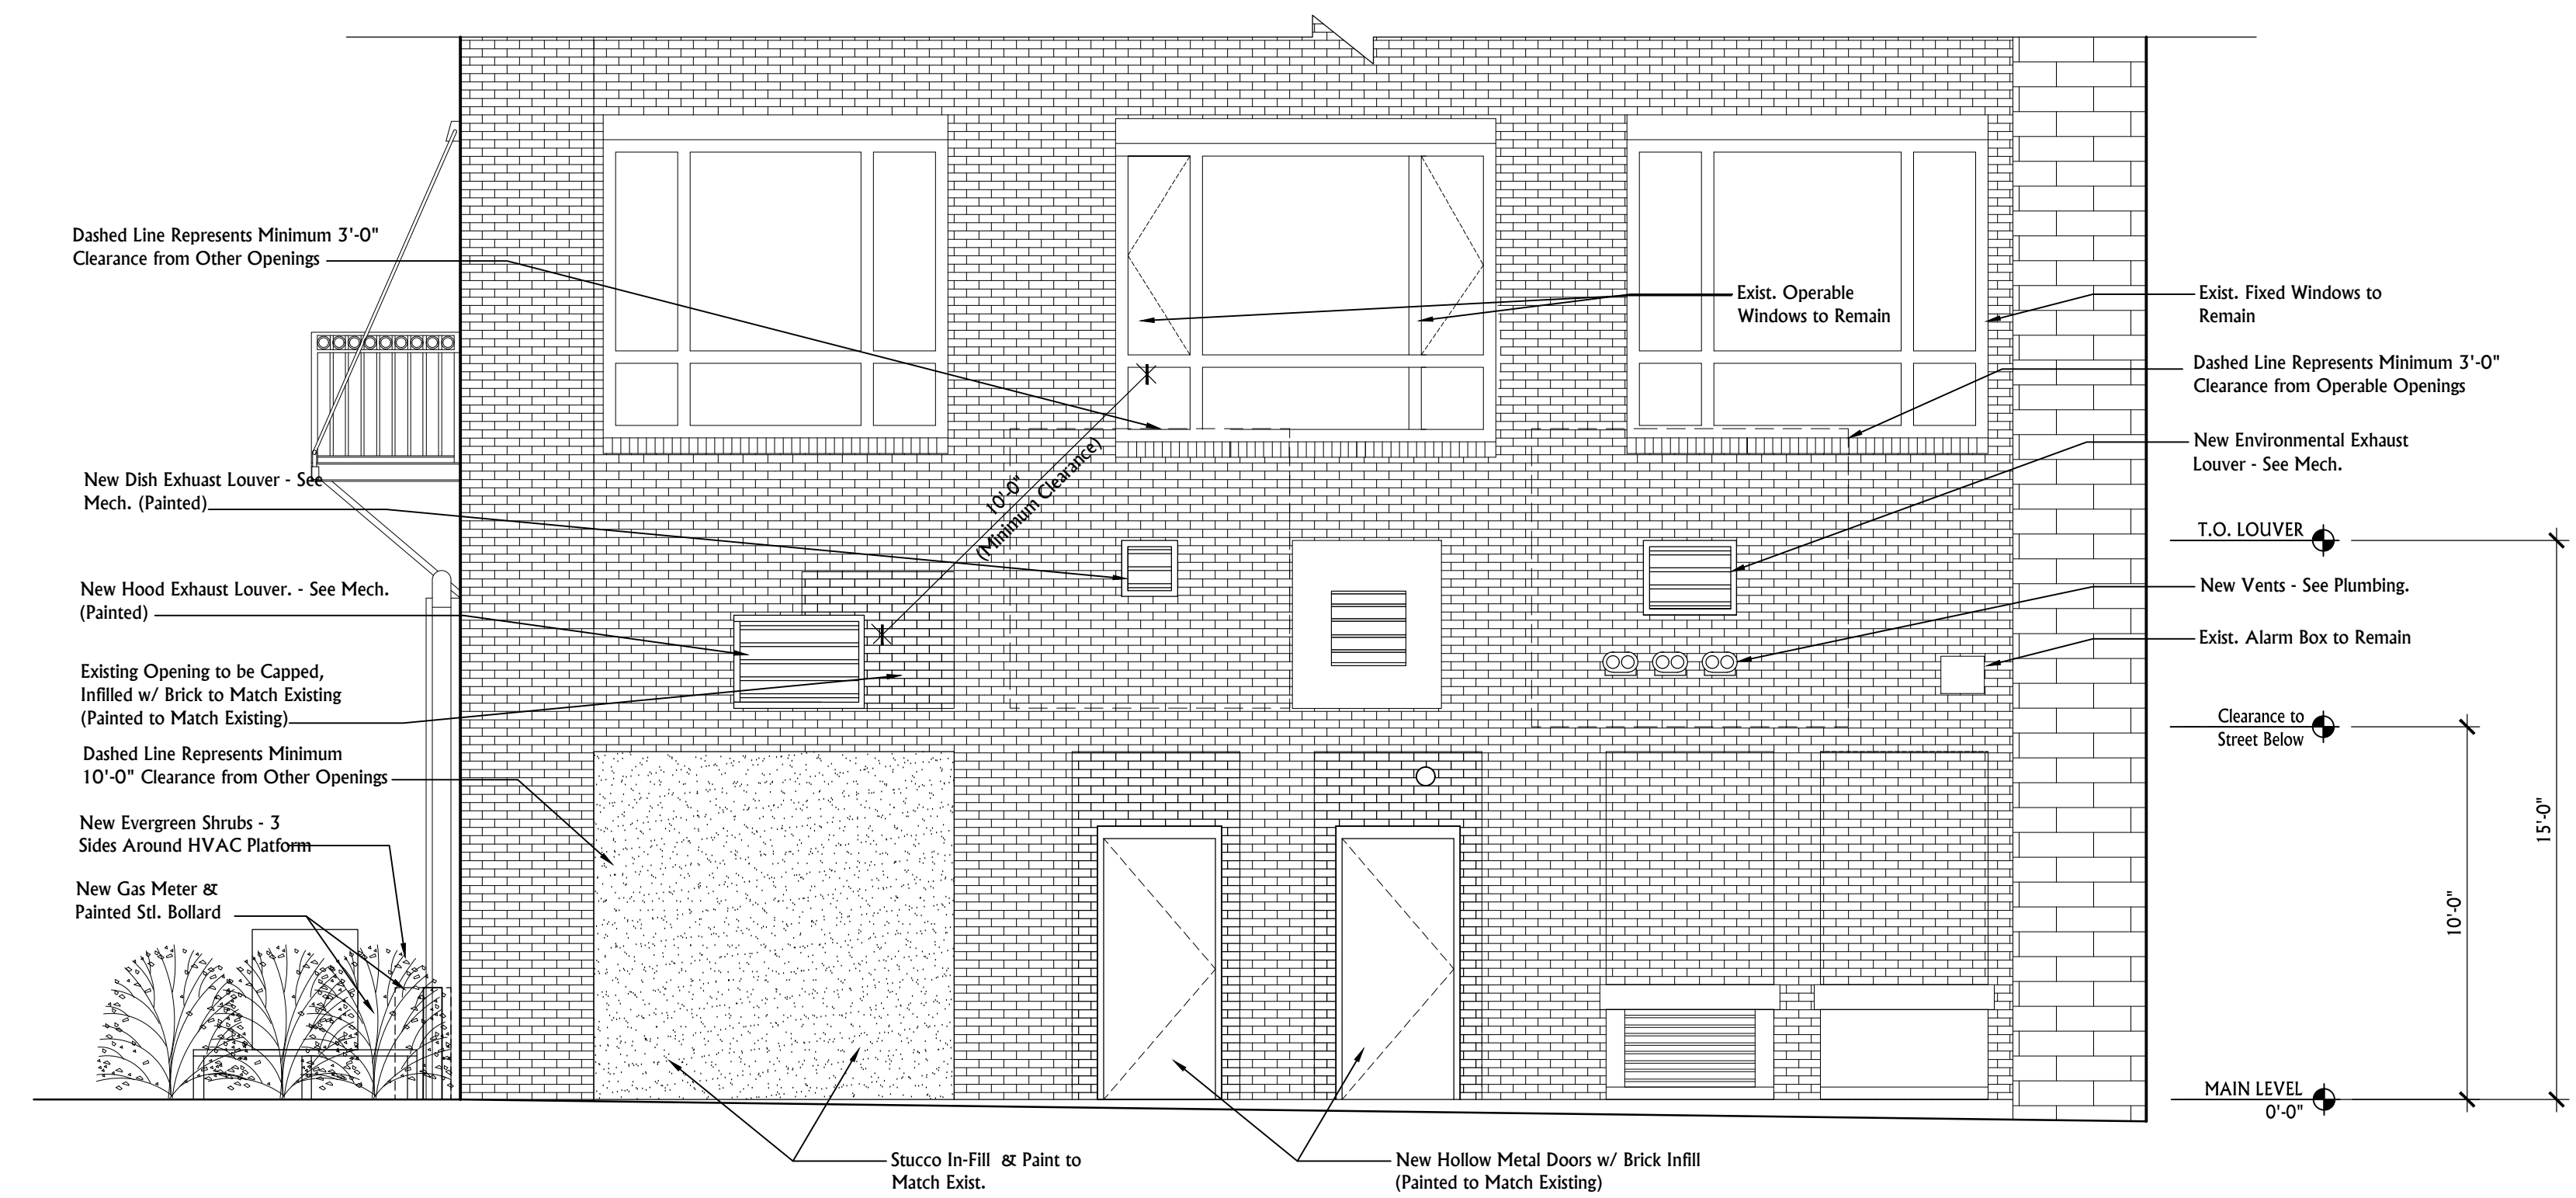 Dashed Line Represents Minimum 3'-0"
Clearance from Other Openings
New Dish Exhuast Louver - See
Mech. (Painted)
New Hood Exhaust Louver. - See Mech.
(Painted)
Existing Opening to be Capped,
Infilled w/ Brick to Match Existing
(Painted to Match Existing)
Dashed Line Represents Minimum
10'-0" Clearance from Other Openings
New Evergreen Shrubs - 3
Sides Around HVAC Platform
New Gas Meter &
Painted Stl. Bollard
10'-0"
(Minimum Clearance)
Stucco In-Fill & Paint to
Match Exist.
New Hollow Metal Doors w/ Brick Infill
(Painted to Match Existing)
Exist. Operable
Windows to Remain
Exist. Fixed Windows to
Remain
Dashed Line Represents Minimum 3'-0"
Clearance from Operable Openings
New Environmental Exhaust
Louver - See Mech.
T.O. LOUVER
New Vents - See Plumbing.
Exist. Alarm Box to Remain
Clearance to
Street Below
MAIN LEVEL
0'-0"
10'-0"
15'-0"